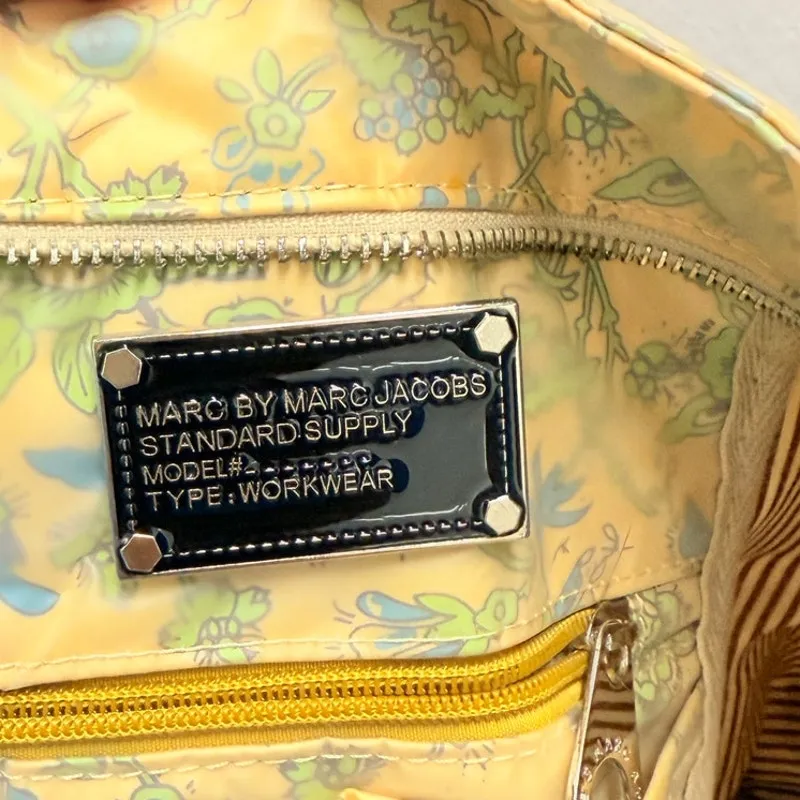 MARC BY MARC JACOBS
STANDARD SUPPLY
MODEL#
TYPE: WORKWEAR